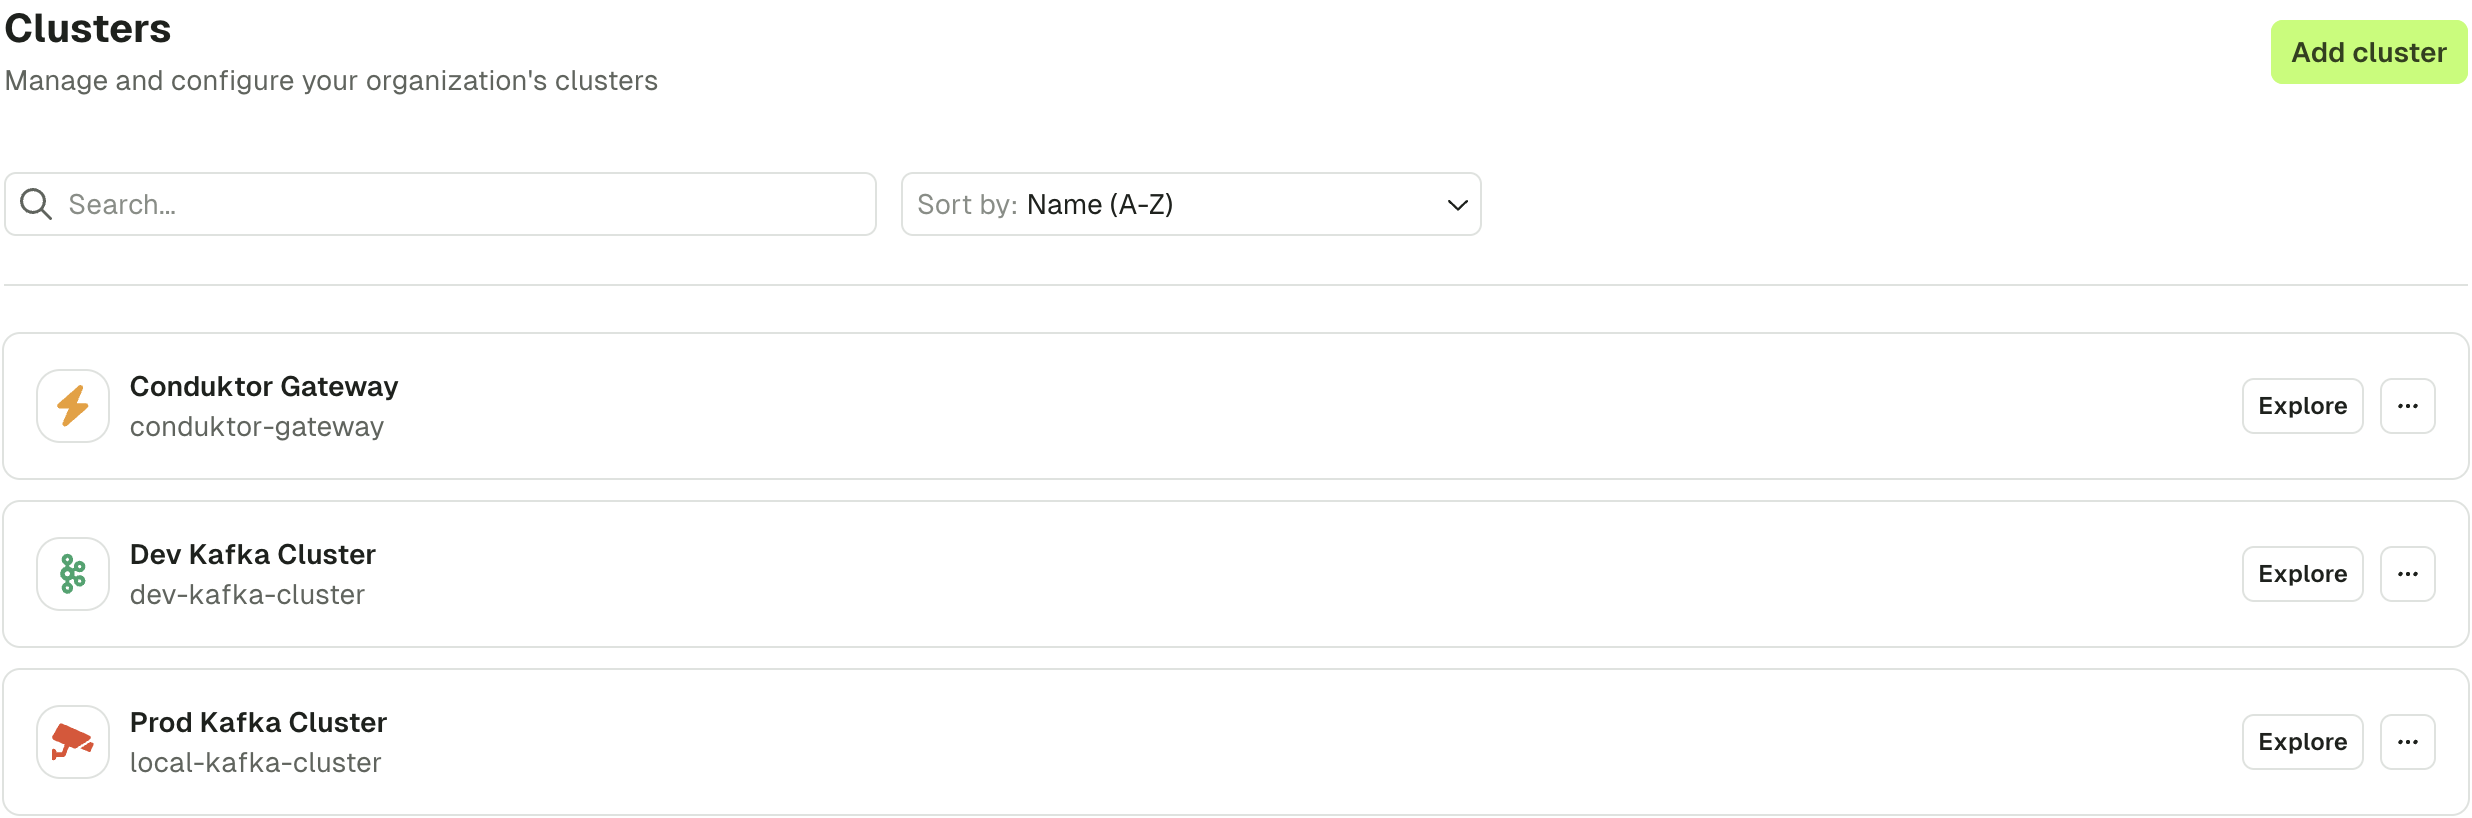 Clusters
Add cluster
Manage and configure your organization's clusters
Search...
Sort by: Name (A-Z)
Conduktor Gateway
conduktor-gateway
Explore
Dev Kafka Cluster
dev-kafka-cluster
Explore
Prod Kafka Cluster
local-kafka-cluster
Explore